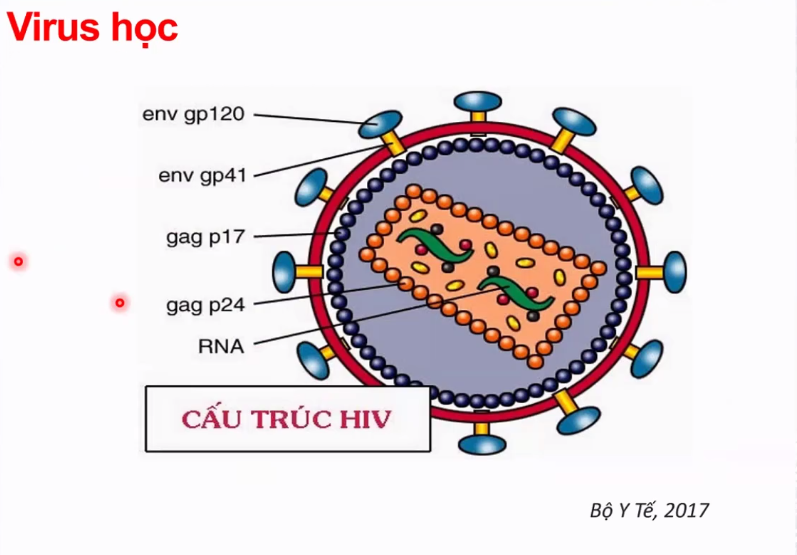 Virus học
env gp120
env gp41
gag p17
gag p24
RNA
CẤU TRÚC HIV
Bộ Y Tế, 2017